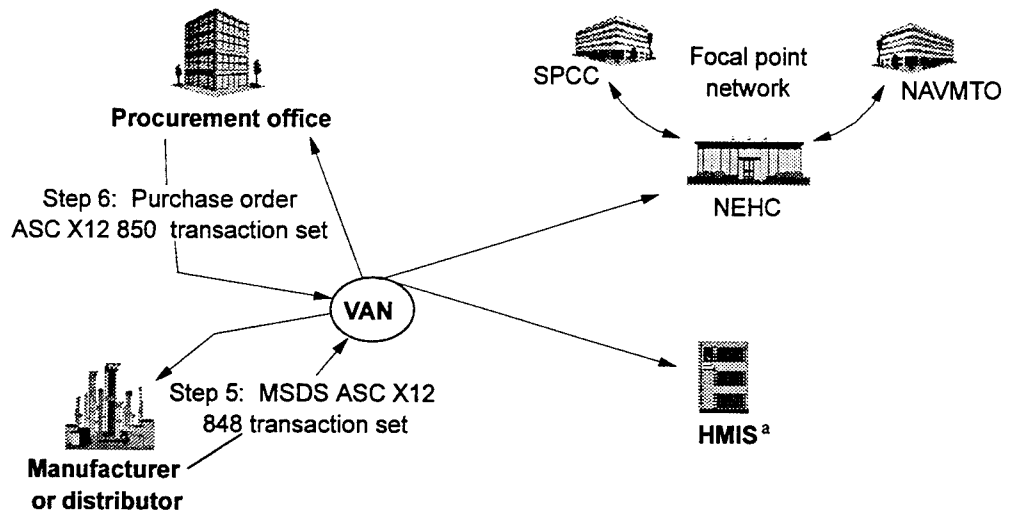 SPCC
Focal point
network
NAVMTO
Procurement office
Step 6: Purchase order
ASC X12 850 transaction set
NEHC
VAN
Step 5: MSDS ASC X12
848 transaction set
HMISᵃ
Manufacturer
or distributor